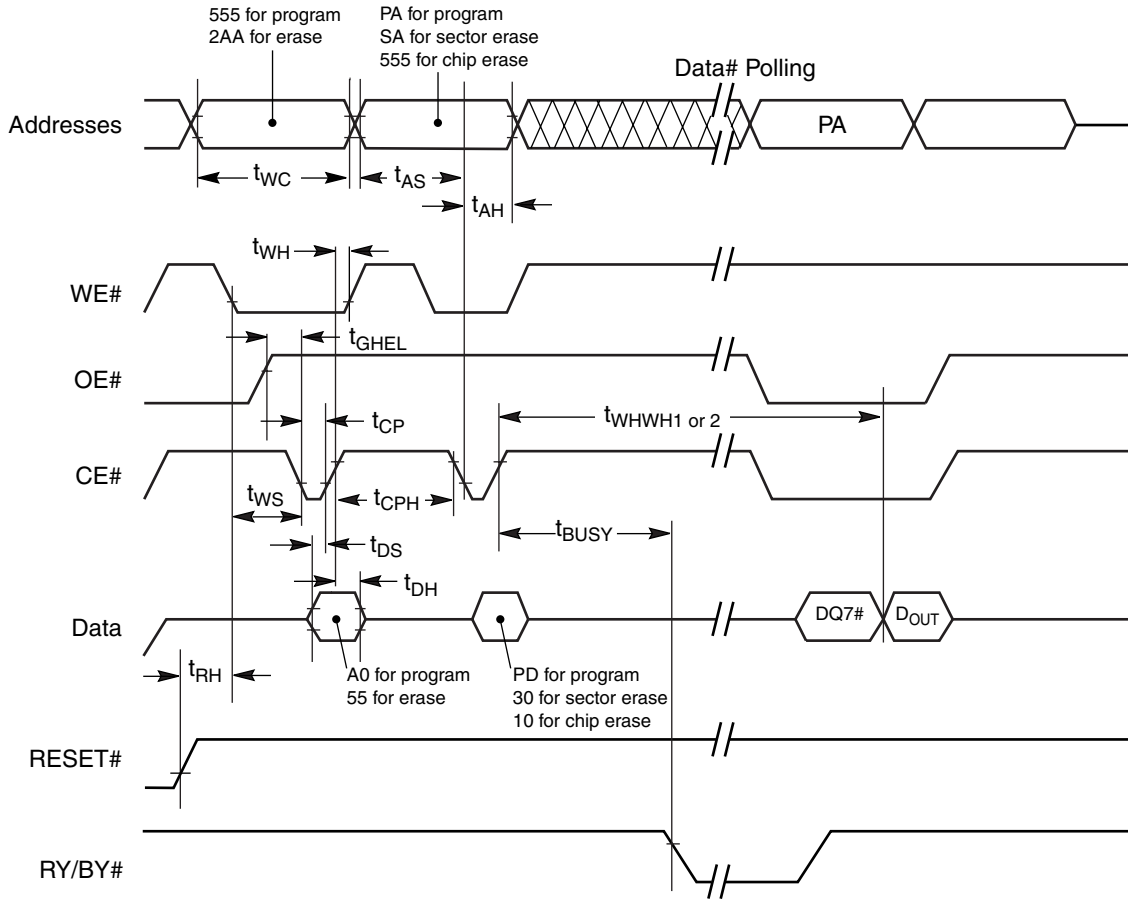 555 for program
2AA for erase
PA for program
SA for sector erase
555 for chip erase
Data# Polling
Addresses
PA
tWC
tAS
tAH
tWH
WE#
tGHEL
OE#
tWHWH1 or 2
tCP
CE#
tWS
tCPH
tBUSY
tDS
tDH
Data
DQ7#
DOUT
tRH
A0 for program
55 for erase
PD for program
30 for sector erase
10 for chip erase
RESET#
RY/BY#